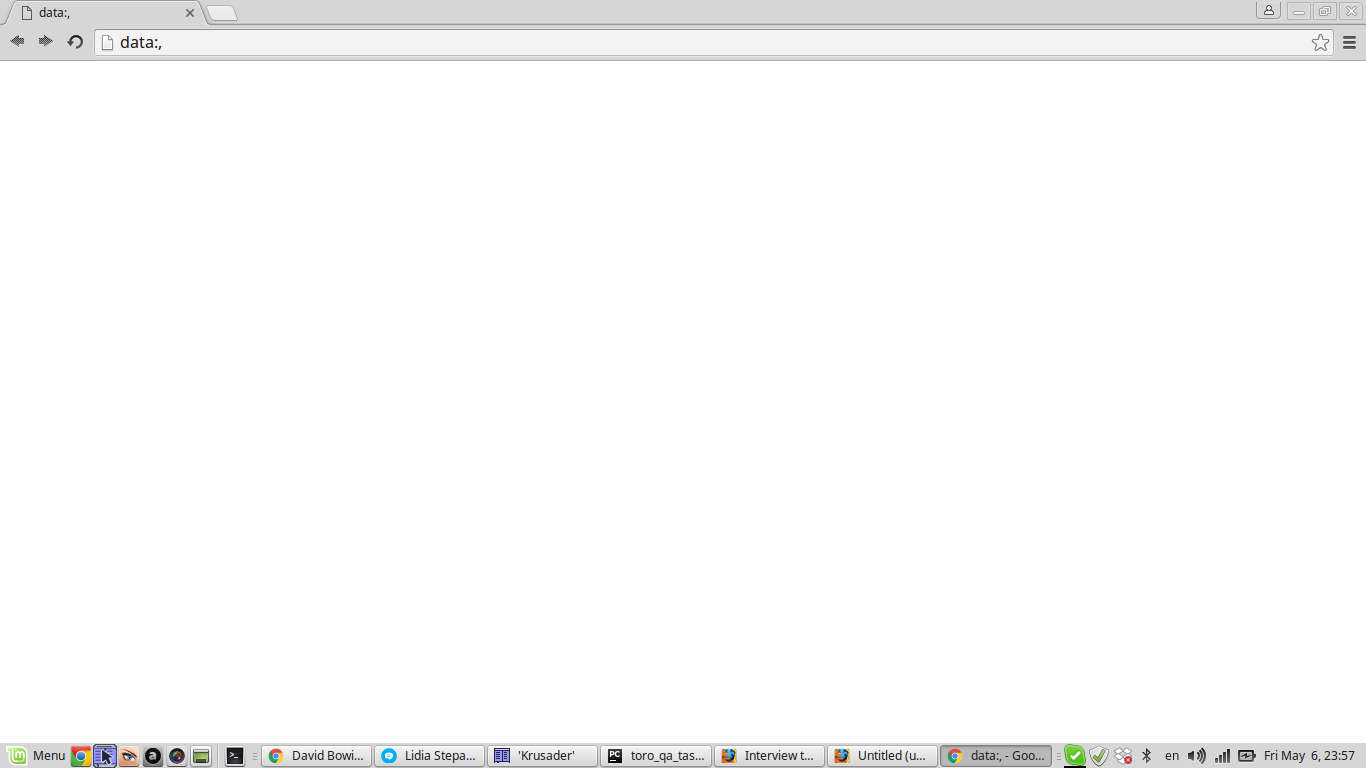 data:,
data:,
Menu
David Bowi...
Lidia Stepa...
'Krusader'
PC
toro_qa_tas...
Interview t...
Untitled (u...
data:, - Goo...
en
Fri May 6, 23:57